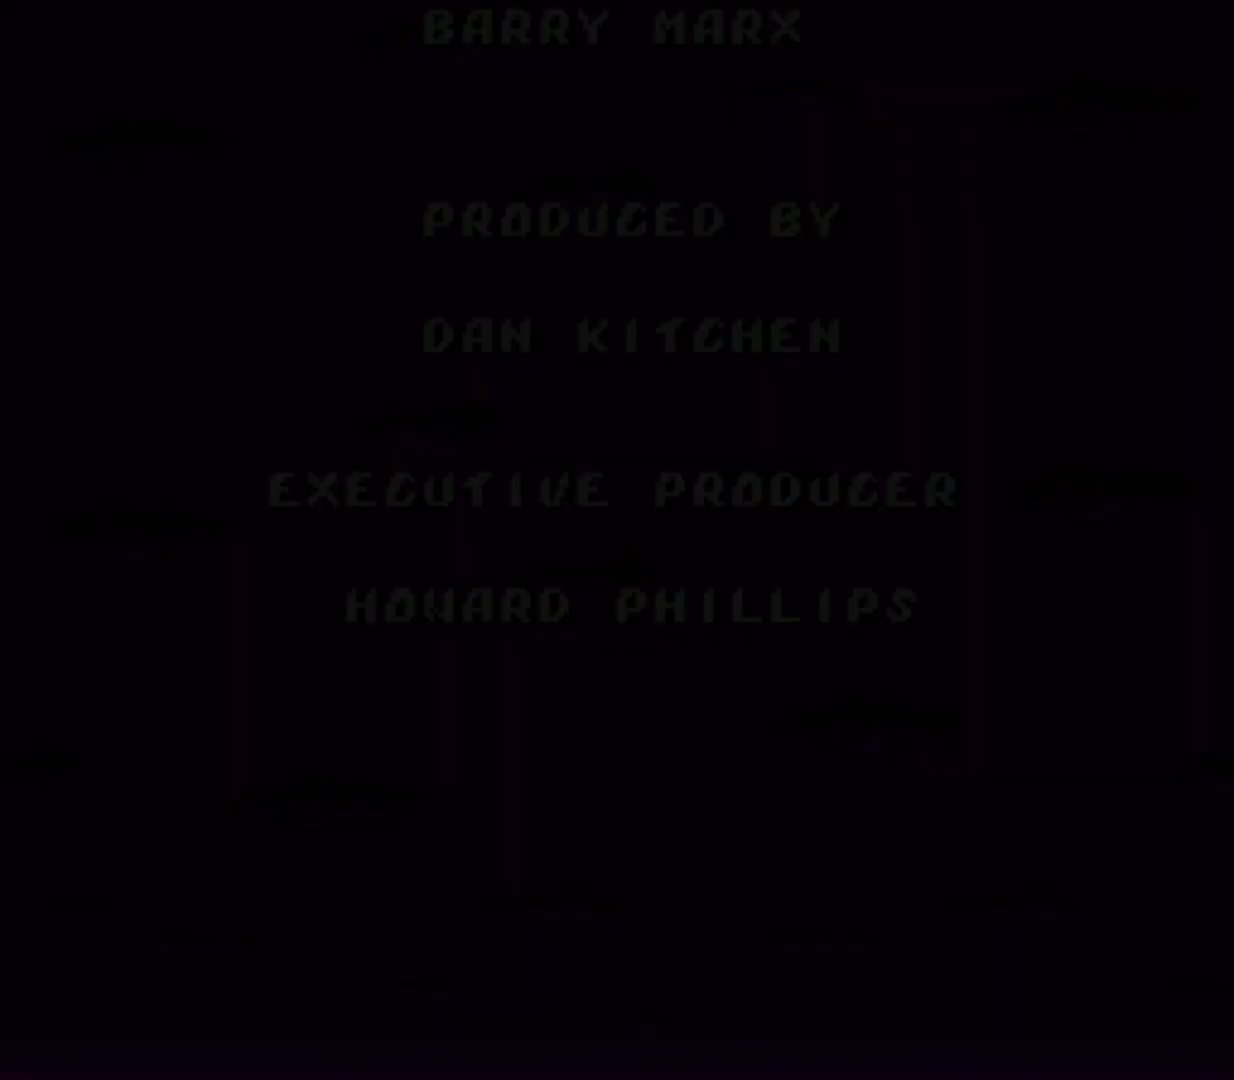 BARRY MARX
PRODUCED BY
DAN KITCHEN
EXECUTIVE PRODUCER
HOWARD PHILLIPS